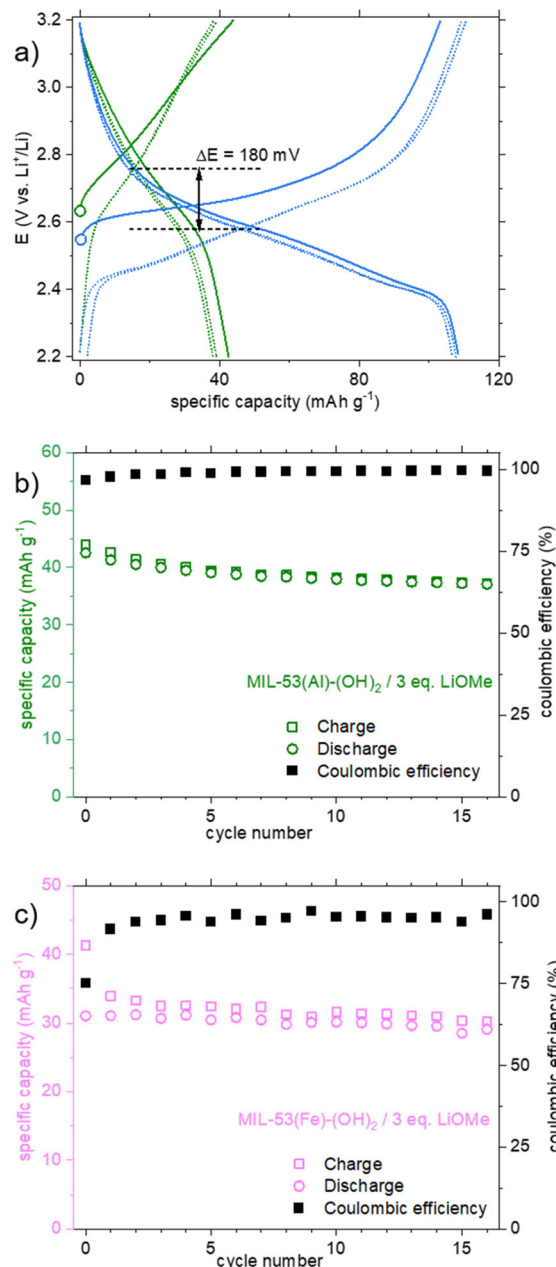 a)
E (V vs. Li⁺/Li)
3.2
3.0
2.8
2.6
2.4
2.2
ΔE = 180 mV
0 40 80 120
specific capacity (mAh g⁻¹)
b)
specific capacity (mAh g⁻¹)
60
50
40
30
20
10
0
100
75
50
25
0
coulombic efficiency (%)
MIL-53(Al)-(OH)₂ / 3 eq. LiOMe
Charge
Discharge
Coulombic efficiency
0 5 10 15
cycle number
c)
specific capacity (mAh g⁻¹)
50
40
30
20
10
0
100
75
50
25
0
coulombic efficiency (%)
MIL-53(Fe)-(OH)₂ / 3 eq. LiOMe
Charge
Discharge
Coulombic efficiency
0 5 10 15
cycle number